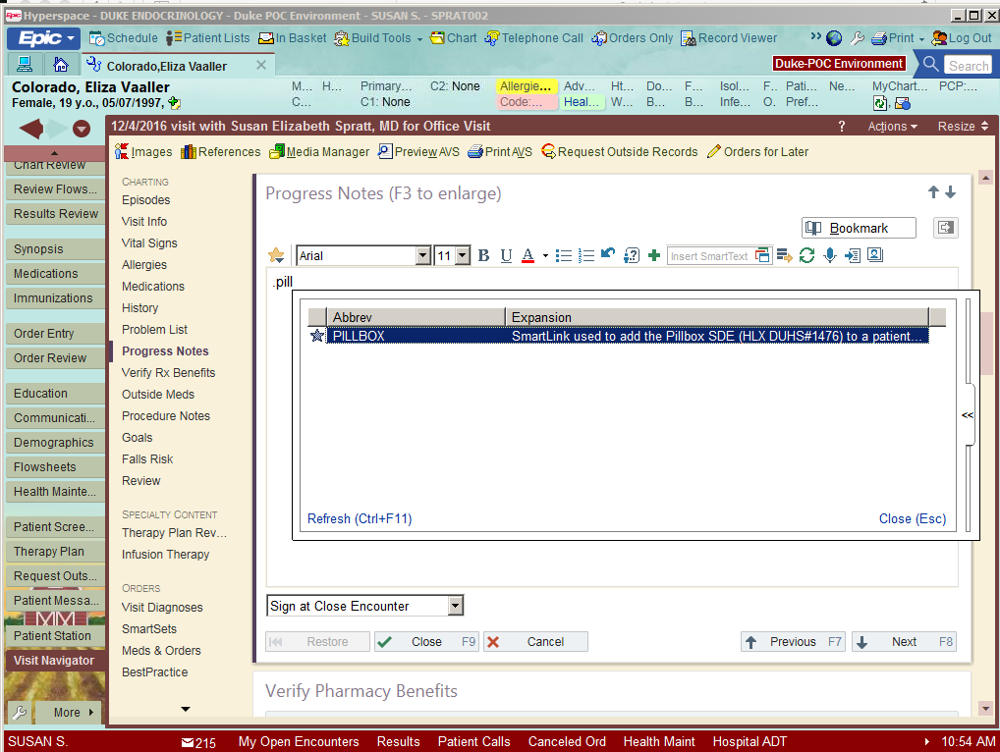 Epic Hyperspace - DUKE ENDOCRINOLOGY - Duke POC Environment - SUSAN S. - SPRAT002
Epic Schedule Patient Lists In Basket Build Tools Chart Telephone Call Orders Only Record Viewer » Print Log Out
Colorado,Eliza Vaaller Duke-POC Environment Search
Colorado, Eliza Vaaller M... H... Primary... C2: None Allergie... Adv... Ht... Do... F... Isol... F. Pati... Ne... MyChart... PCP:...
Female, 19 y.o., 05/07/1997, C... C1: None Code:... Heal... W... B... B... Infe... O. Pref...
12/4/2016 visit with Susan Elizabeth Spratt, MD for Office Visit ? Actions Resize
Images References Media Manager Preview AVS Print AVS Request Outside Records Orders for Later
Chart Review
Review Flows...
Results Review
Synopsis
Medications
Immunizations
Order Entry
Order Review
Education
Communicati...
Demographics
Flowsheets
Health Mainte...
Patient Scree...
Therapy Plan
Request Outs...
Patient Messa...
Patient Station
Visit Navigator
More
CHARTING
Episodes
Visit Info
Vital Signs
Allergies
Medications
History
Problem List
Progress Notes
Verify Rx Benefits
Outside Meds
Procedure Notes
Goals
Falls Risk
Review
SPECIALTY CONTENT
Therapy Plan Rev...
Infusion Therapy
ORDERS
Visit Diagnoses
SmartSets
Meds & Orders
BestPractice
Progress Notes (F3 to enlarge)
Bookmark
Arial 11 B U A Insert SmartText
.pill
Abbrev Expansion
PILLBOX SmartLink used to add the Pillbox SDE (HLX DUHS#1476) to a patient...
<<
Refresh (Ctrl+F11) Close (Esc)
Sign at Close Encounter
Restore Close F9 Cancel Previous F7 Next F8
Verify Pharmacy Benefits
SUSAN S. 215 My Open Encounters Results Patient Calls Canceled Ord Health Maint Hospital ADT 10:54 AM